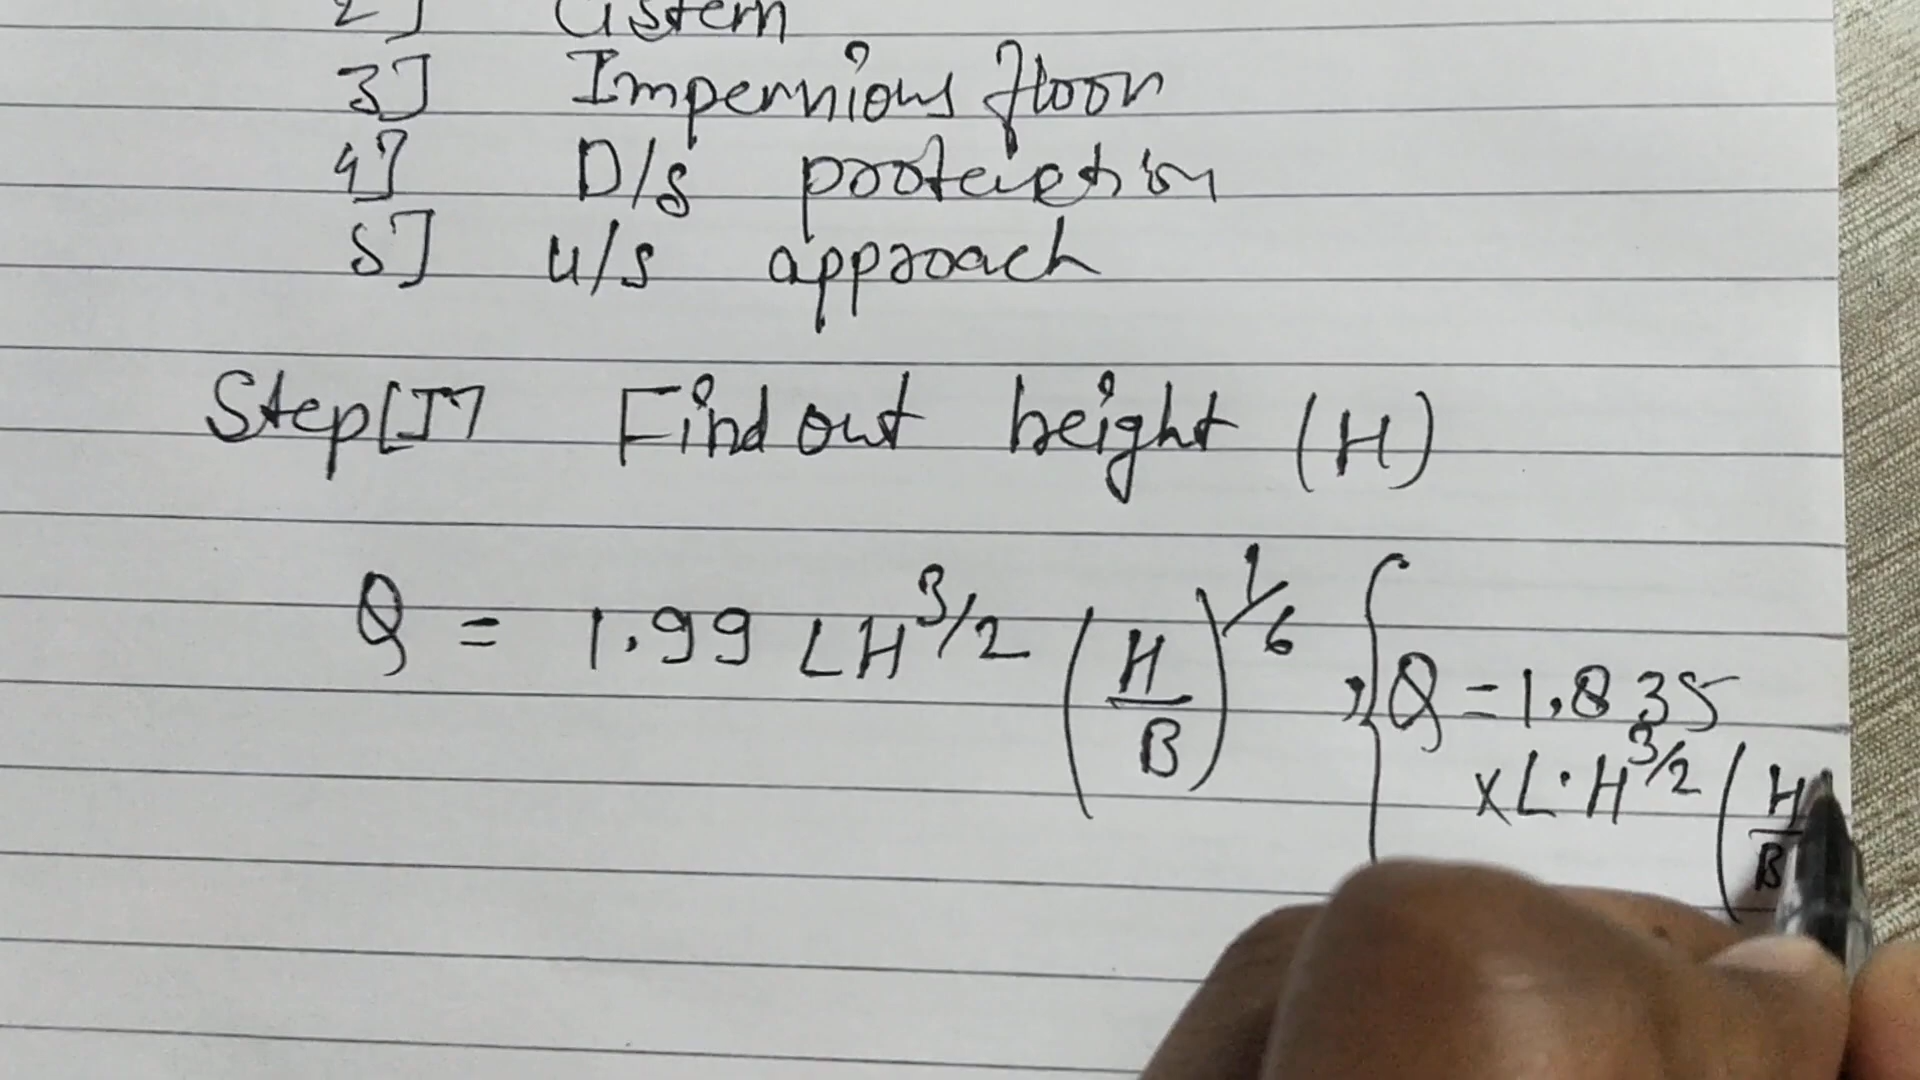 2] Cistern
3] Impervious floor
4] D/s protection
5] u/s approach
Step[I] Find out height (H)
Q = 1.99 LH^3/2 (H/B)^1/6,
Q = 1.835
x L·H^3/2 (H/B